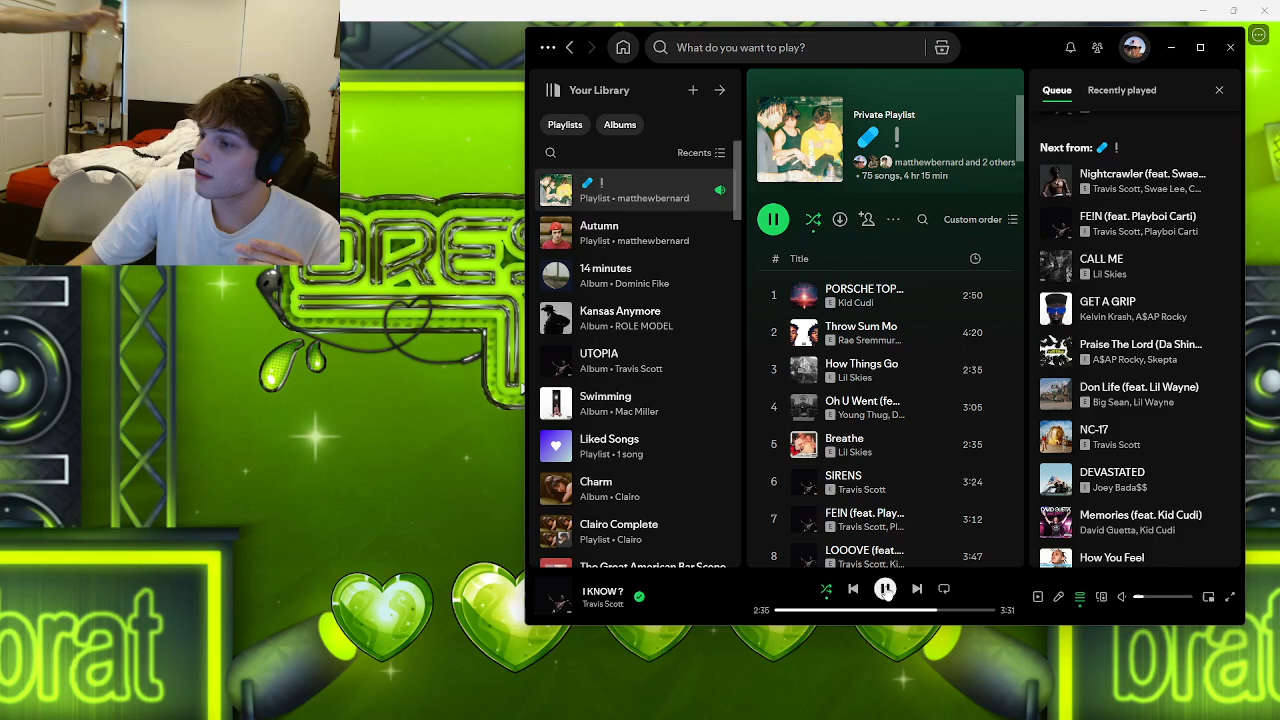 DRES
brat
brat
What do you want to play?
Your Library
Playlists
Albums
Recents
Playlist • matthewbernard
Autumn
Playlist • matthewbernard
14 minutes
Album • Dominic Fike
Kansas Anymore
Album • ROLE MODEL
UTOPIA
Album • Travis Scott
Swimming
Album • Mac Miller
Liked Songs
Playlist • 1 song
Charm
Album • Clairo
Clairo Complete
Playlist • Clairo
The Great American Bar Scene
Private Playlist
💊❕
matthewbernard and 2 others
• 75 songs, 4 hr 15 min
Custom order
# Title
1 PORSCHE TOP... 2:50
E Kid Cudi
2 Throw Sum Mo 4:20
E Rae Sremmur...
3 How Things Go 2:35
E Lil Skies
4 Oh U Went (fe... 3:05
E Young Thug, D...
5 Breathe 2:35
E Lil Skies
6 SIRENS 3:24
E Travis Scott
7 FEIN (feat. Play... 3:12
E Travis Scott, Pl...
8 LOOOVE (feat.... 3:47
E Travis Scott, Ki...
Queue
Recently played
Next from: 💊❕
Nightcrawler (feat. Swae...
E Travis Scott, Swae Lee, C...
FE!N (feat. Playboi Carti)
E Travis Scott, Playboi Carti
CALL ME
E Lil Skies
GET A GRIP
Kelvin Krash, A$AP Rocky
Praise The Lord (Da Shin...
E A$AP Rocky, Skepta
Don Life (feat. Lil Wayne)
E Big Sean, Lil Wayne
NC-17
E Travis Scott
DEVASTATED
E Joey Bada$$
Memories (feat. Kid Cudi)
David Guetta, Kid Cudi
How You Feel
I KNOW ?
Travis Scott
2:35
3:31